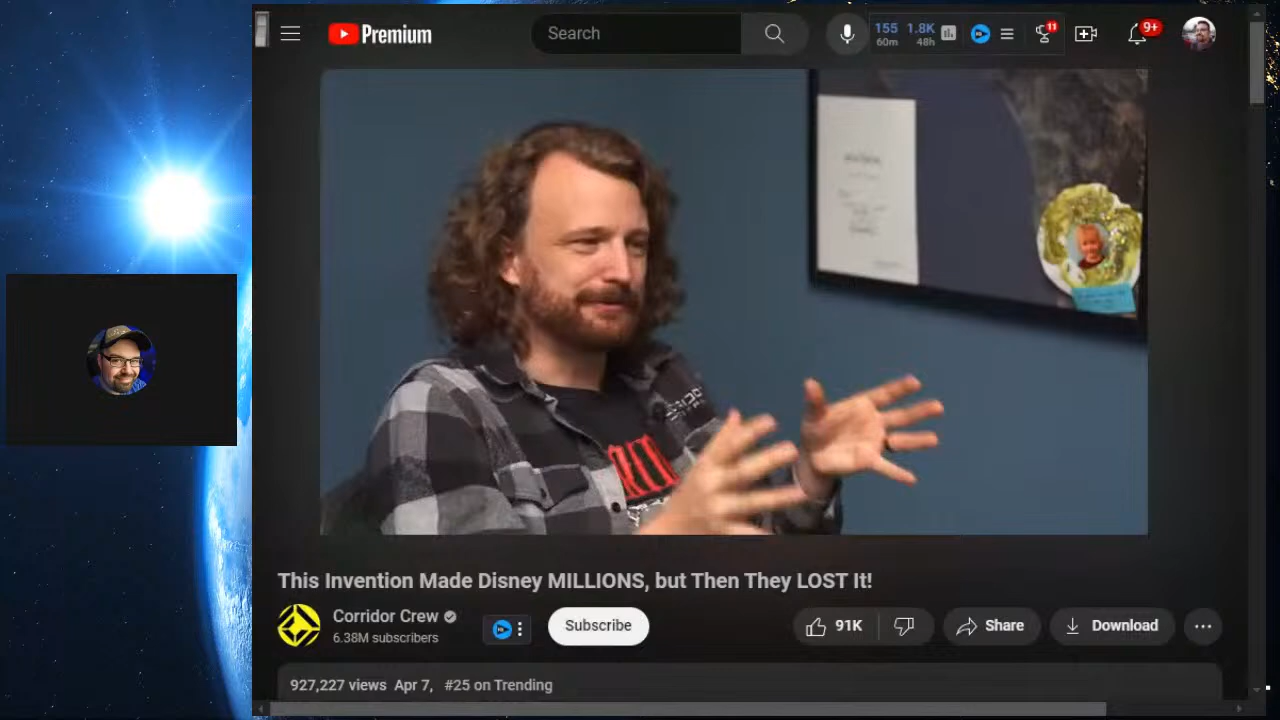 Premium
Search
155 1.8K
60m 48h
11
9+
This Invention Made Disney MILLIONS, but Then They LOST It!
Corridor Crew
6.38M subscribers
Subscribe
91K
Share
Download
927,227 views Apr 7, #25 on Trending